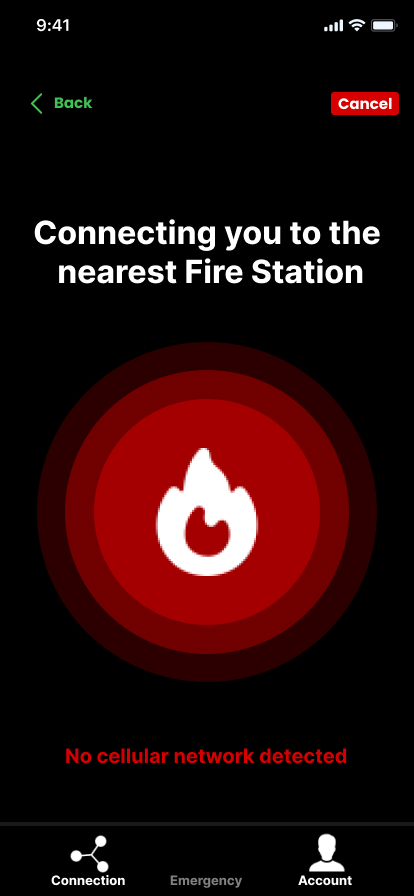 9:41
Back
Cancel
Connecting you to the
nearest Fire Station
No cellular network detected
Connection
Emergency
Account